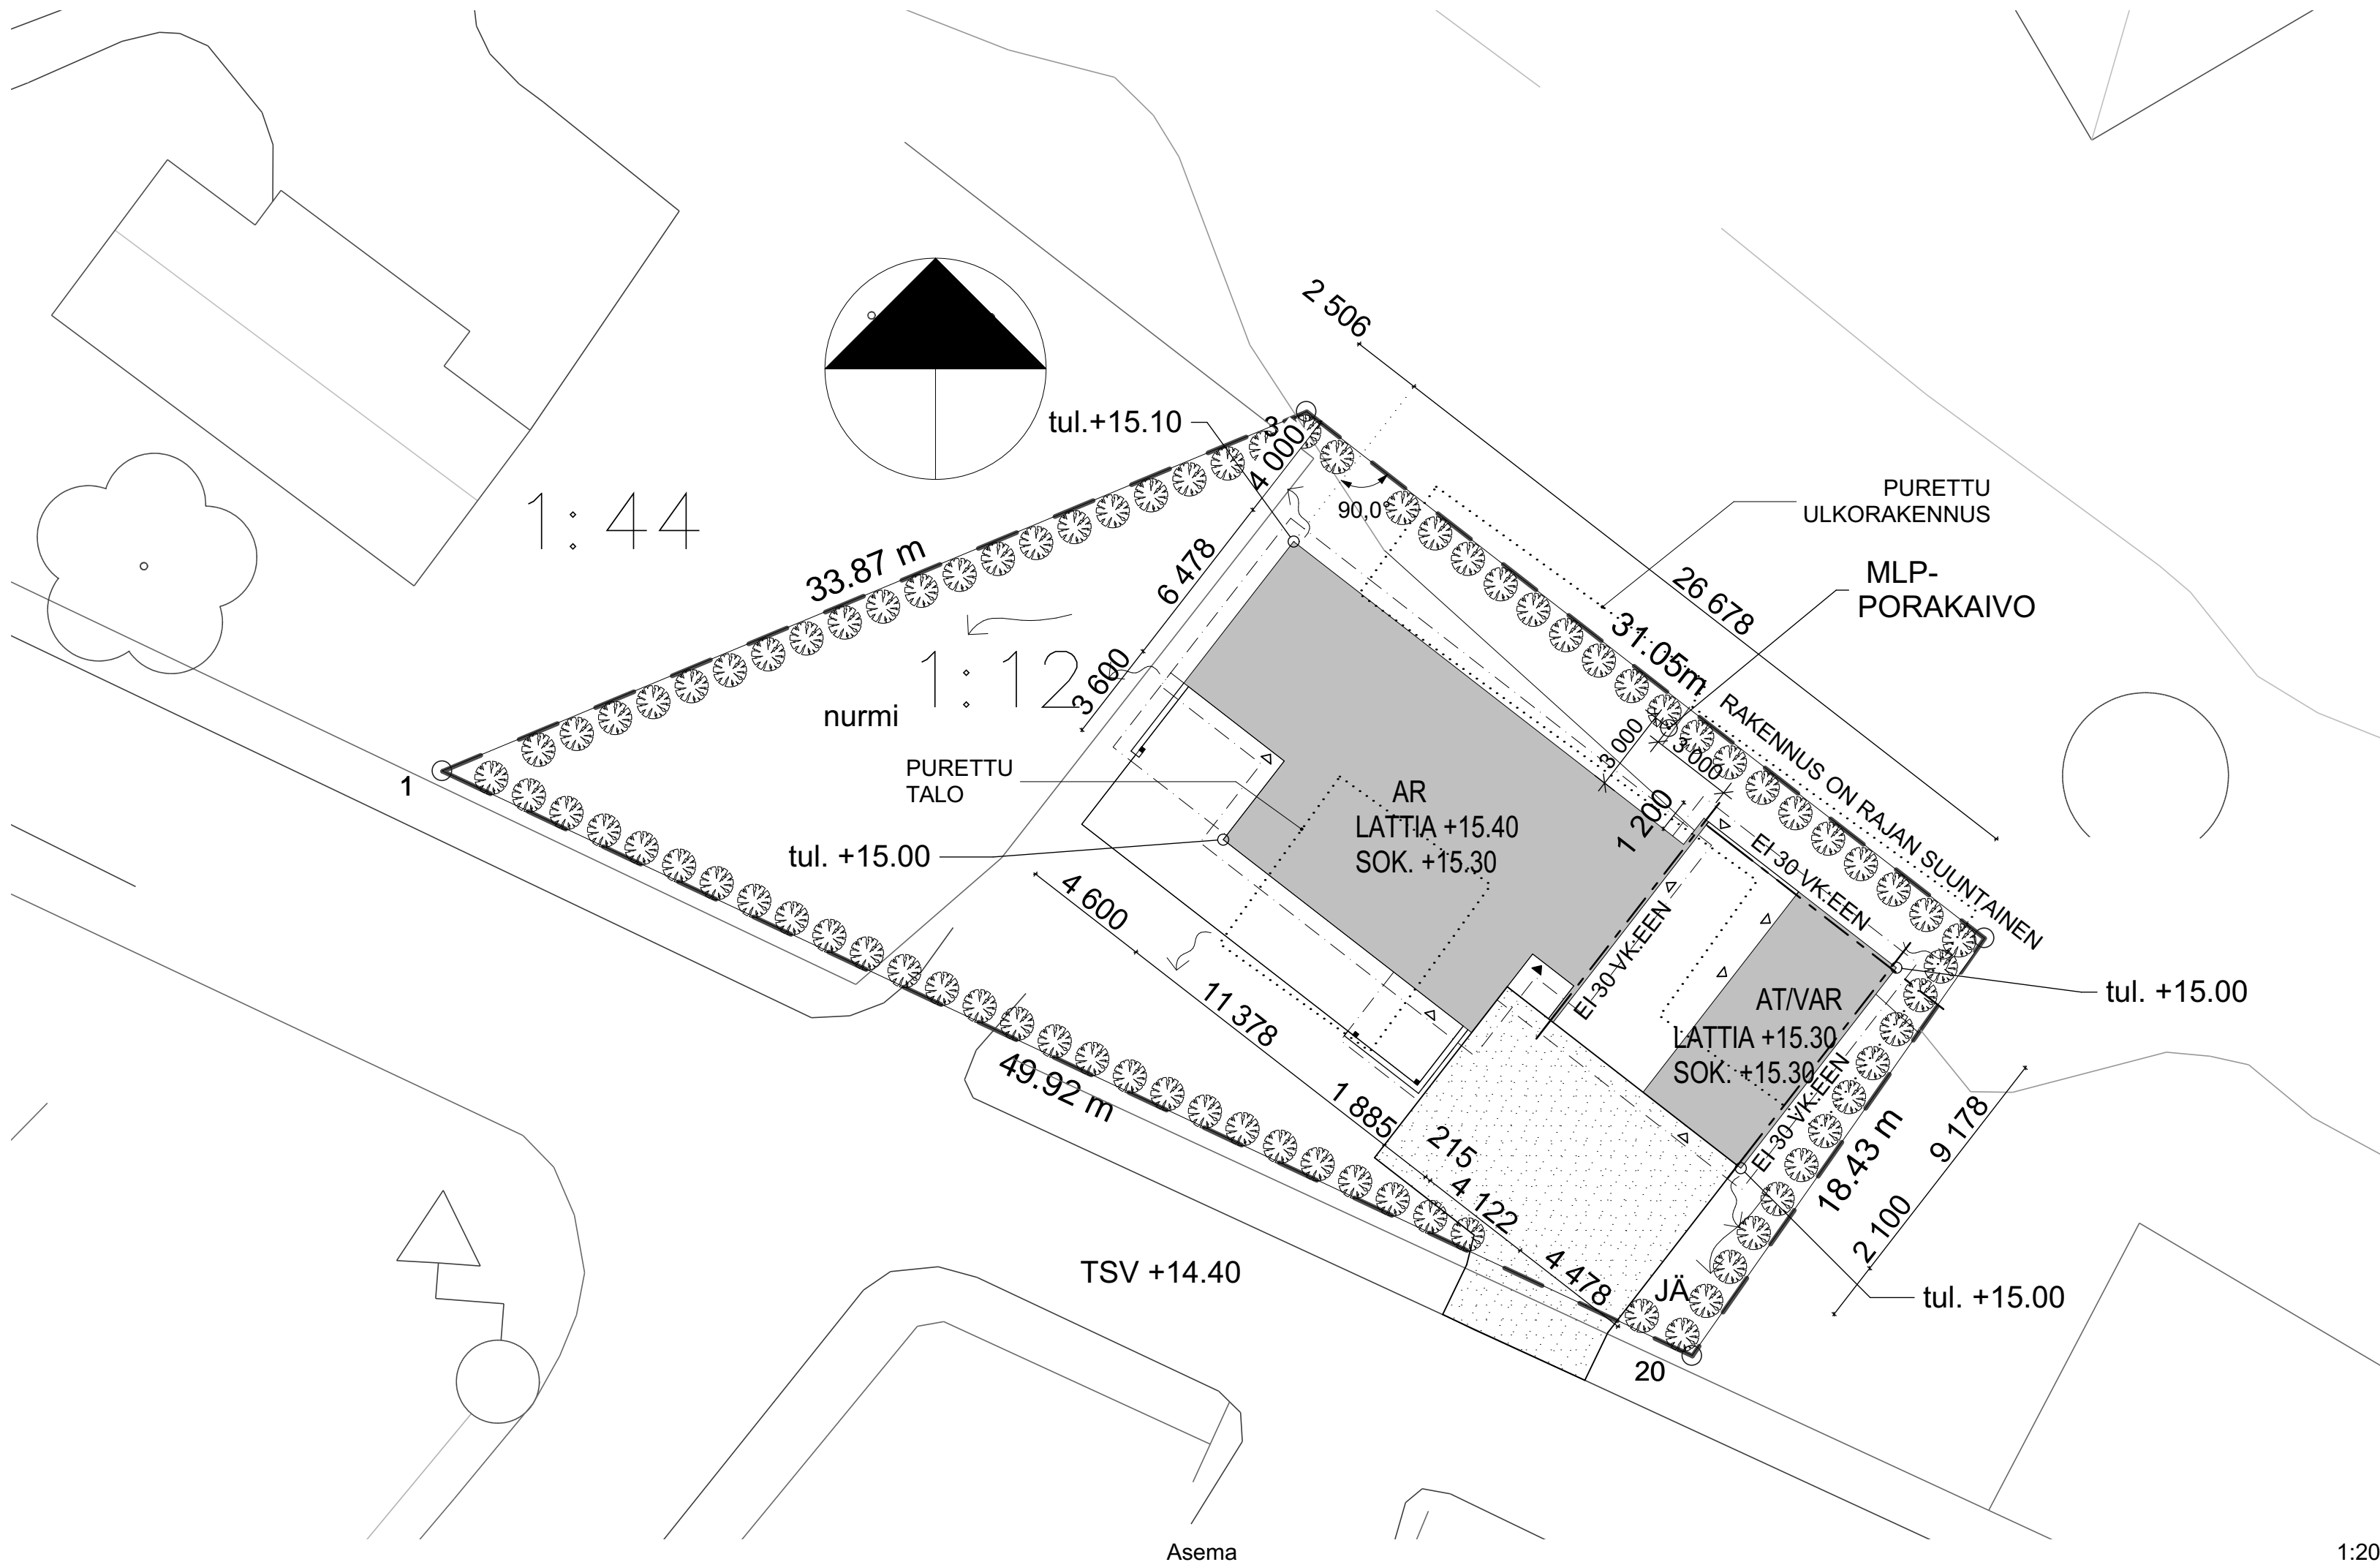 2 506
tul.+15.10
3
4 000
1:44
90,0°
PURETTU
ULKORAKENNUS
33.87 m
6 478
26 678
MLP-
PORAKAIVO
31.05m
1:12
3 600
nurmi
RAKENNUS ON RAJAN SUUNTAINEN
3 000
3 000
1
PURETTU
TALO
AR
LATTIA +15.40
SOK. +15.30
1 200
EI-30 VK-EEN
tul. +15.00
4 600
EI-30 VK-EEN
AT/VAR
LATTIA +15.30
SOK. +15.30
tul. +15.00
11 378
49.92 m
1 885
215
EI-30 VK-EEN
18.43 m
9 178
4 122
2 100
4 478
TSV +14.40
JÄ
tul. +15.00
20
Asema
1:20